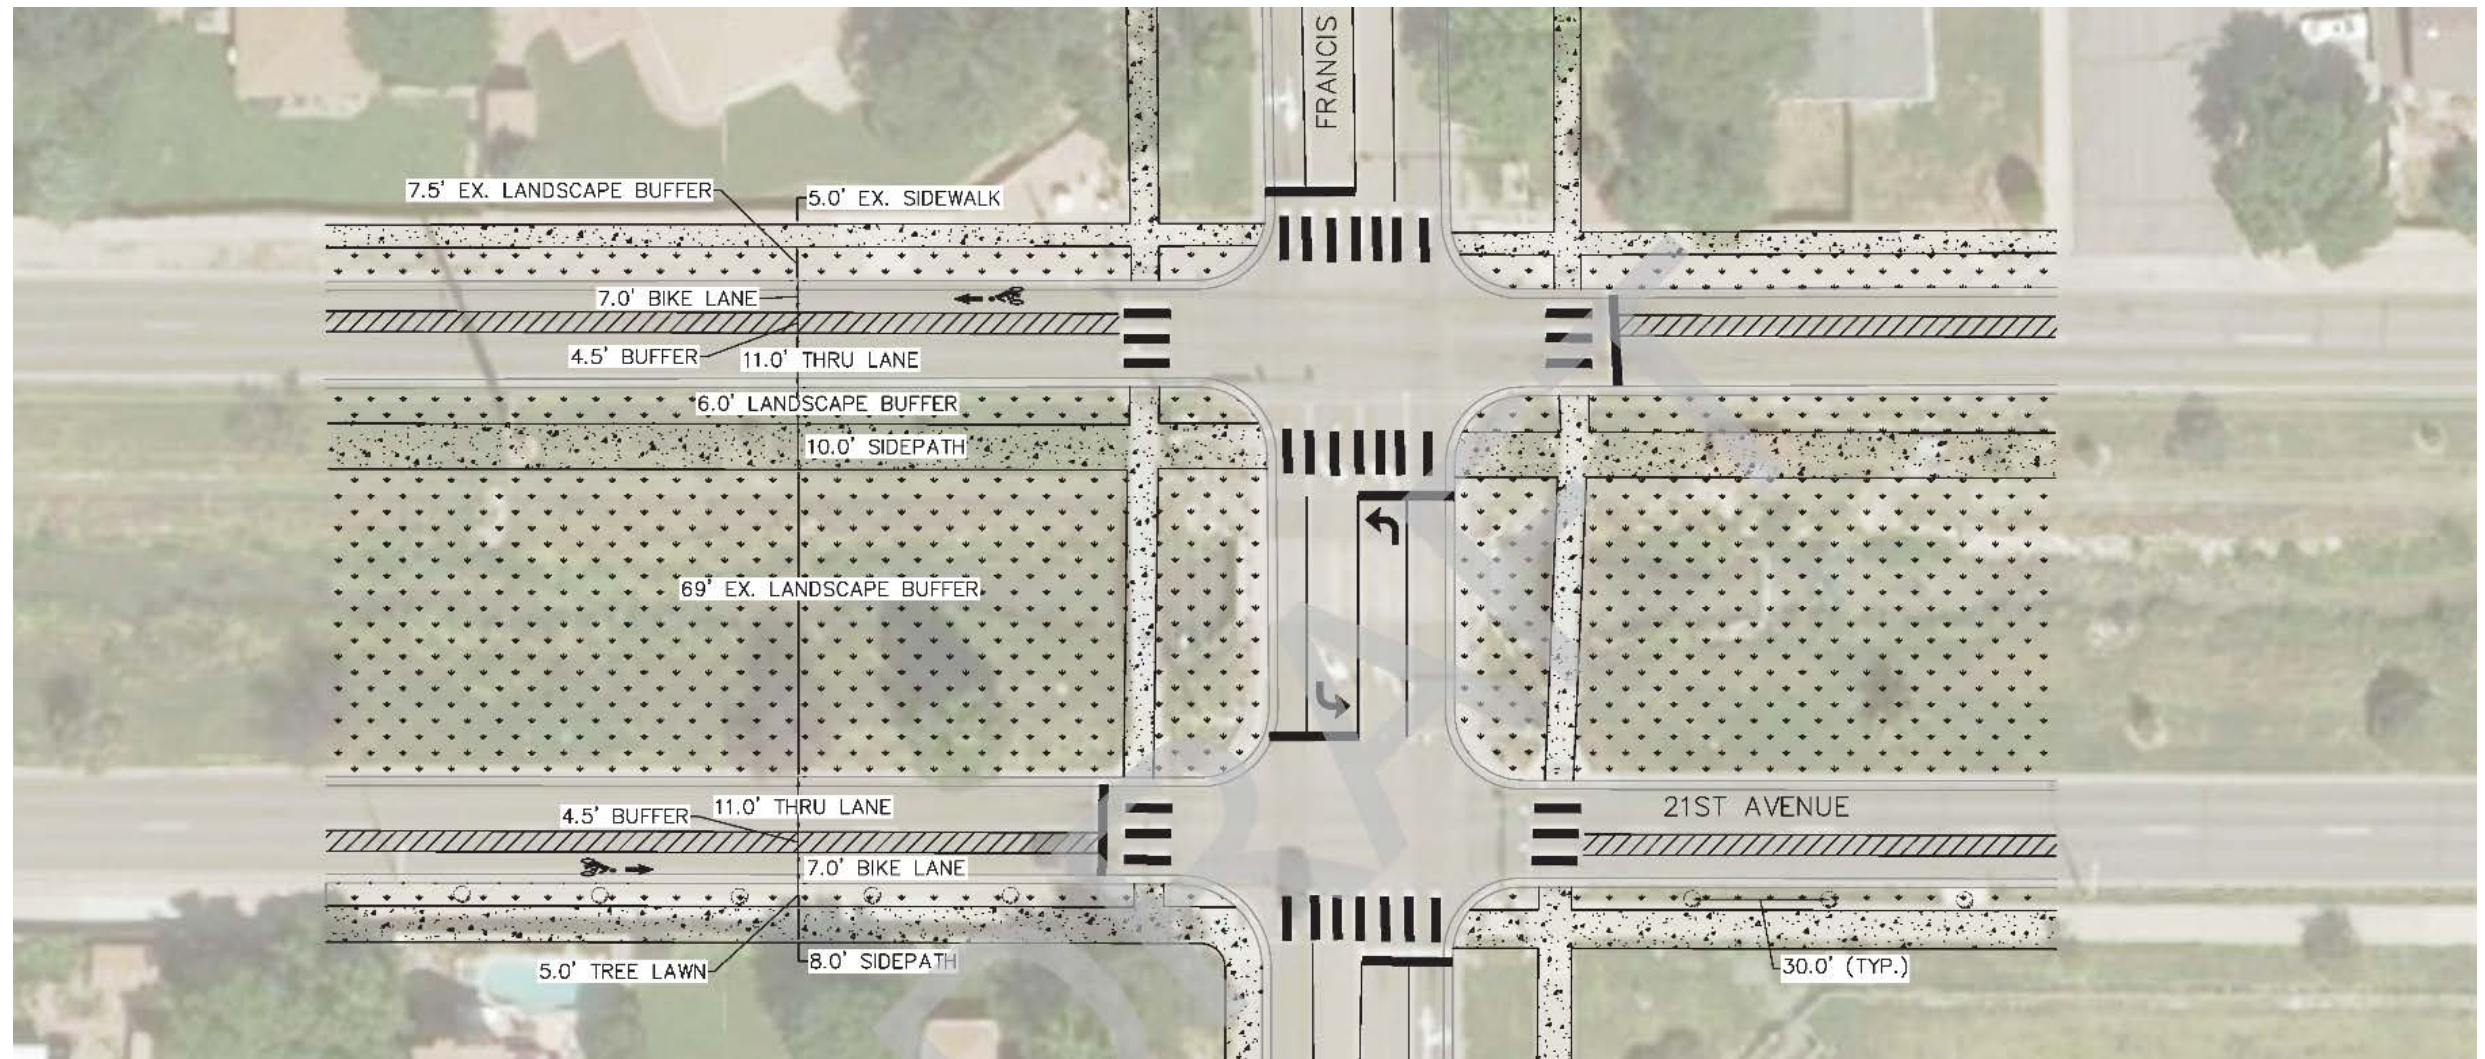 FRANCIS
7.5' EX. LANDSCAPE BUFFER
5.0' EX. SIDEWALK
7.0' BIKE LANE
4.5' BUFFER
11.0' THRU LANE
6.0' LANDSCAPE BUFFER
10.0' SIDEPATH
69' EX. LANDSCAPE BUFFER
4.5' BUFFER
11.0' THRU LANE
21ST AVENUE
7.0' BIKE LANE
5.0' TREE LAWN
8.0' SIDEPATH
30.0' (TYP.)
DRAFT